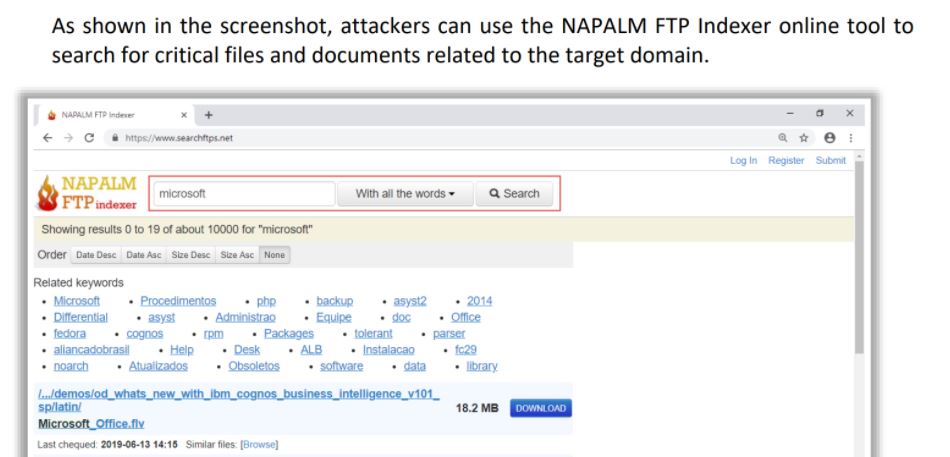 As shown in the screenshot, attackers can use the NAPALM FTP Indexer online tool to
search for critical files and documents related to the target domain.
NAPALM FTP Indexer
https://www.searchftps.net
Log In Register Submit
NAPALM
FTP indexer
microsoft With all the words Search
Showing results 0 to 19 of about 10000 for "microsoft"
Order Date Desc Date Asc Size Desc Size Asc None
Related keywords
• Microsoft • Procedimentos • php • backup • asyst2 • 2014
• Differential • asyst • Administrao • Equipe • doc • Office
• fedora • cognos • rpm • Packages • tolerant • parser
• aliancadobrasil • Help • Desk • ALB • Instalacao • fc29
• noarch • Atualizados • Obsoletos • software • data • library
/.../demos/od_whats_new_with_ibm_cognos_business_intelligence_v101_
sp/latin/
18.2 MB DOWNLOAD
Microsoft_Office.flv
Last chequed: 2019-06-13 14:15 Similar files: [Browse]